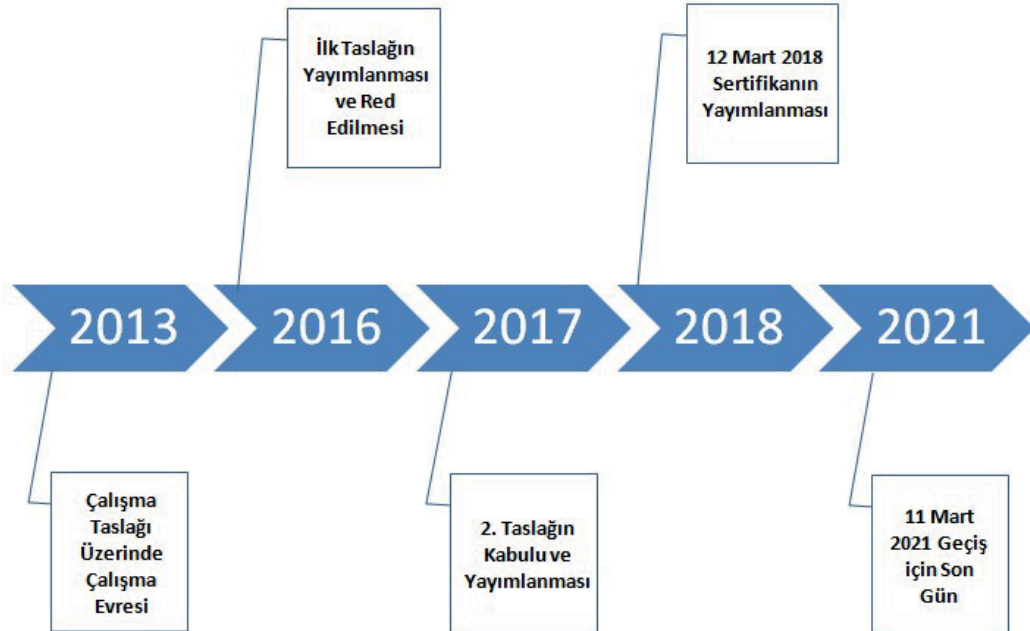 İlk Taslağın
Yayımlanması
ve Red
Edilmesi
12 Mart 2018
Sertifikanın
Yayımlanması
2013
2016
2017
2018
2021
Çalışma
Taslağı
Üzerinde
Çalışma
Evresi
2. Taslağın
Kabulu ve
Yayımlanması
11 Mart
2021 Geçiş
için Son
Gün